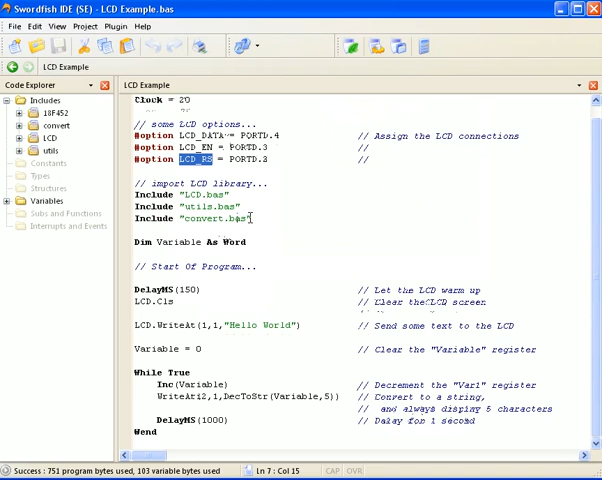 Swordfish IDE (SE) - LCD Example.bas
File Edit View Project Plugin Help
LCD Example
Code Explorer
LCD Example
Includes
18F452
convert
LCD
utils
Constants
Types
Structures
Variables
Subs and Functions
Interrupts and Events
Clock = 20
// some LCD options...
#option LCD_DATA = PORTD.4 // Assign the LCD connections
#option LCD_EN = PORTD.3 //
#option LCD_RS = PORTD.2 //
// import LCD library...
Include "LCD.bas"
Include "utils.bas"
Include "convert.bas"
Dim Variable As Word
// Start Of Program...
DelayMS(150) // Let the LCD warm up
LCD.Cls // Clear the LCD screen
LCD.WriteAt(1,1,"Hello World") // Send some text to the LCD
Variable = 0 // Clear the "Variable" register
While True
Inc(Variable) // Decrement the "Var1" register
WriteAt(2,1,DecToStr(Variable,5)) // Convert to a string,
// and always display 5 characters
DelayMS(1000) // Delay for 1 second
Wend
Success : 751 program bytes used, 103 variable bytes used Ln 7 : Col 15 CAP OVR